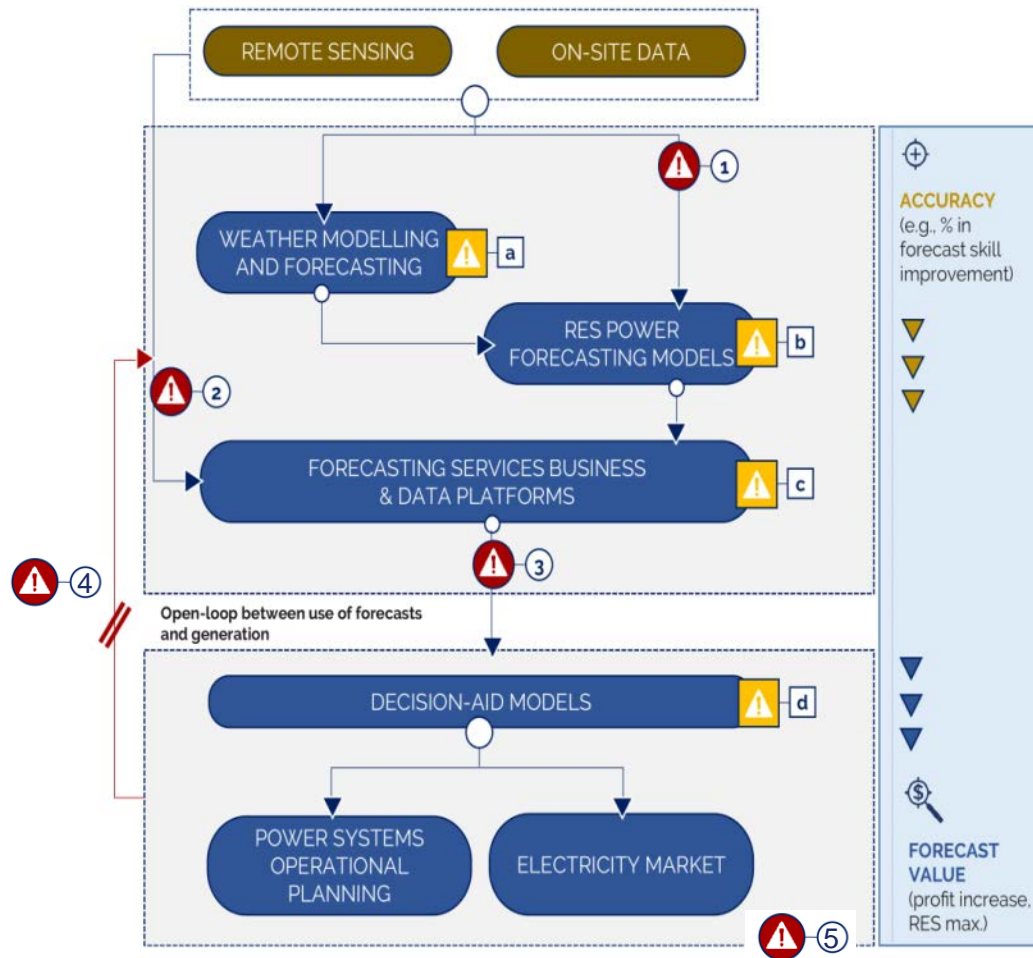 REMOTE SENSING
ON-SITE DATA
1
WEATHER MODELLING
AND FORECASTING
a
RES POWER
FORECASTING MODELS
b
2
FORECASTING SERVICES BUSINESS
& DATA PLATFORMS
c
3
4
Open-loop between use of forecasts
and generation
DECISION-AID MODELS
d
POWER SYSTEMS
OPERATIONAL
PLANNING
ELECTRICITY MARKET
5
ACCURACY
(e.g., % in
forecast skill
improvement)
$
FORECAST
VALUE
(profit increase,
RES max.)